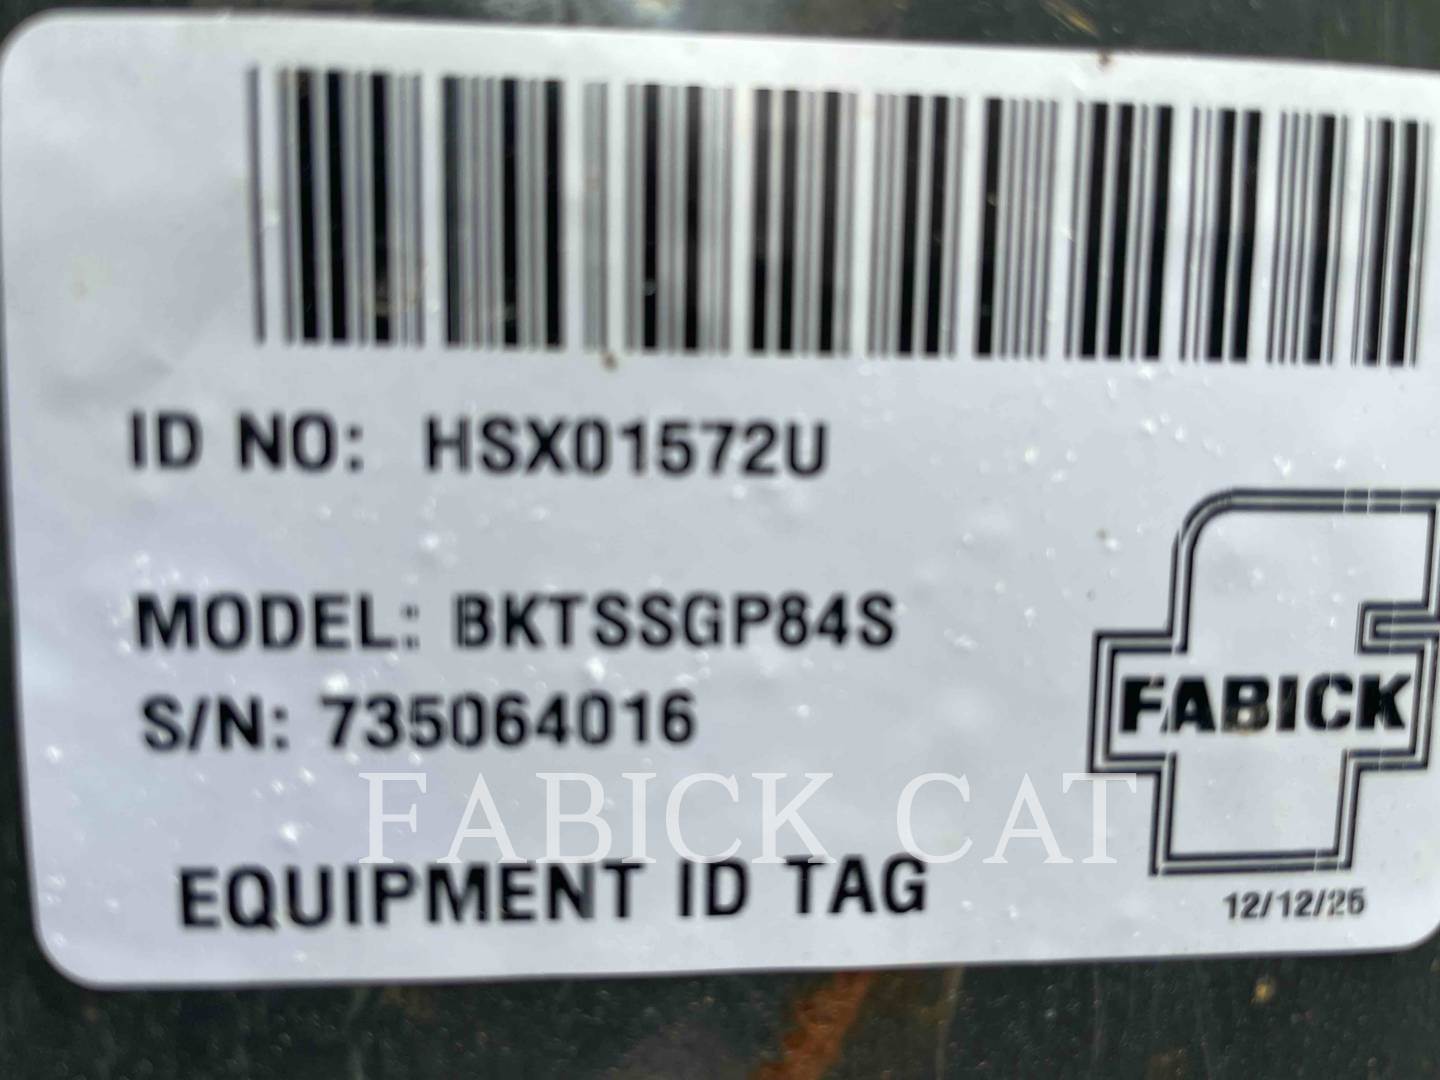 ID NO: HSX01572U
MODEL: BKTSSGP84S
S/N: 735064016
FABICK
FABICK CAT
EQUIPMENT ID TAG
12/12/25